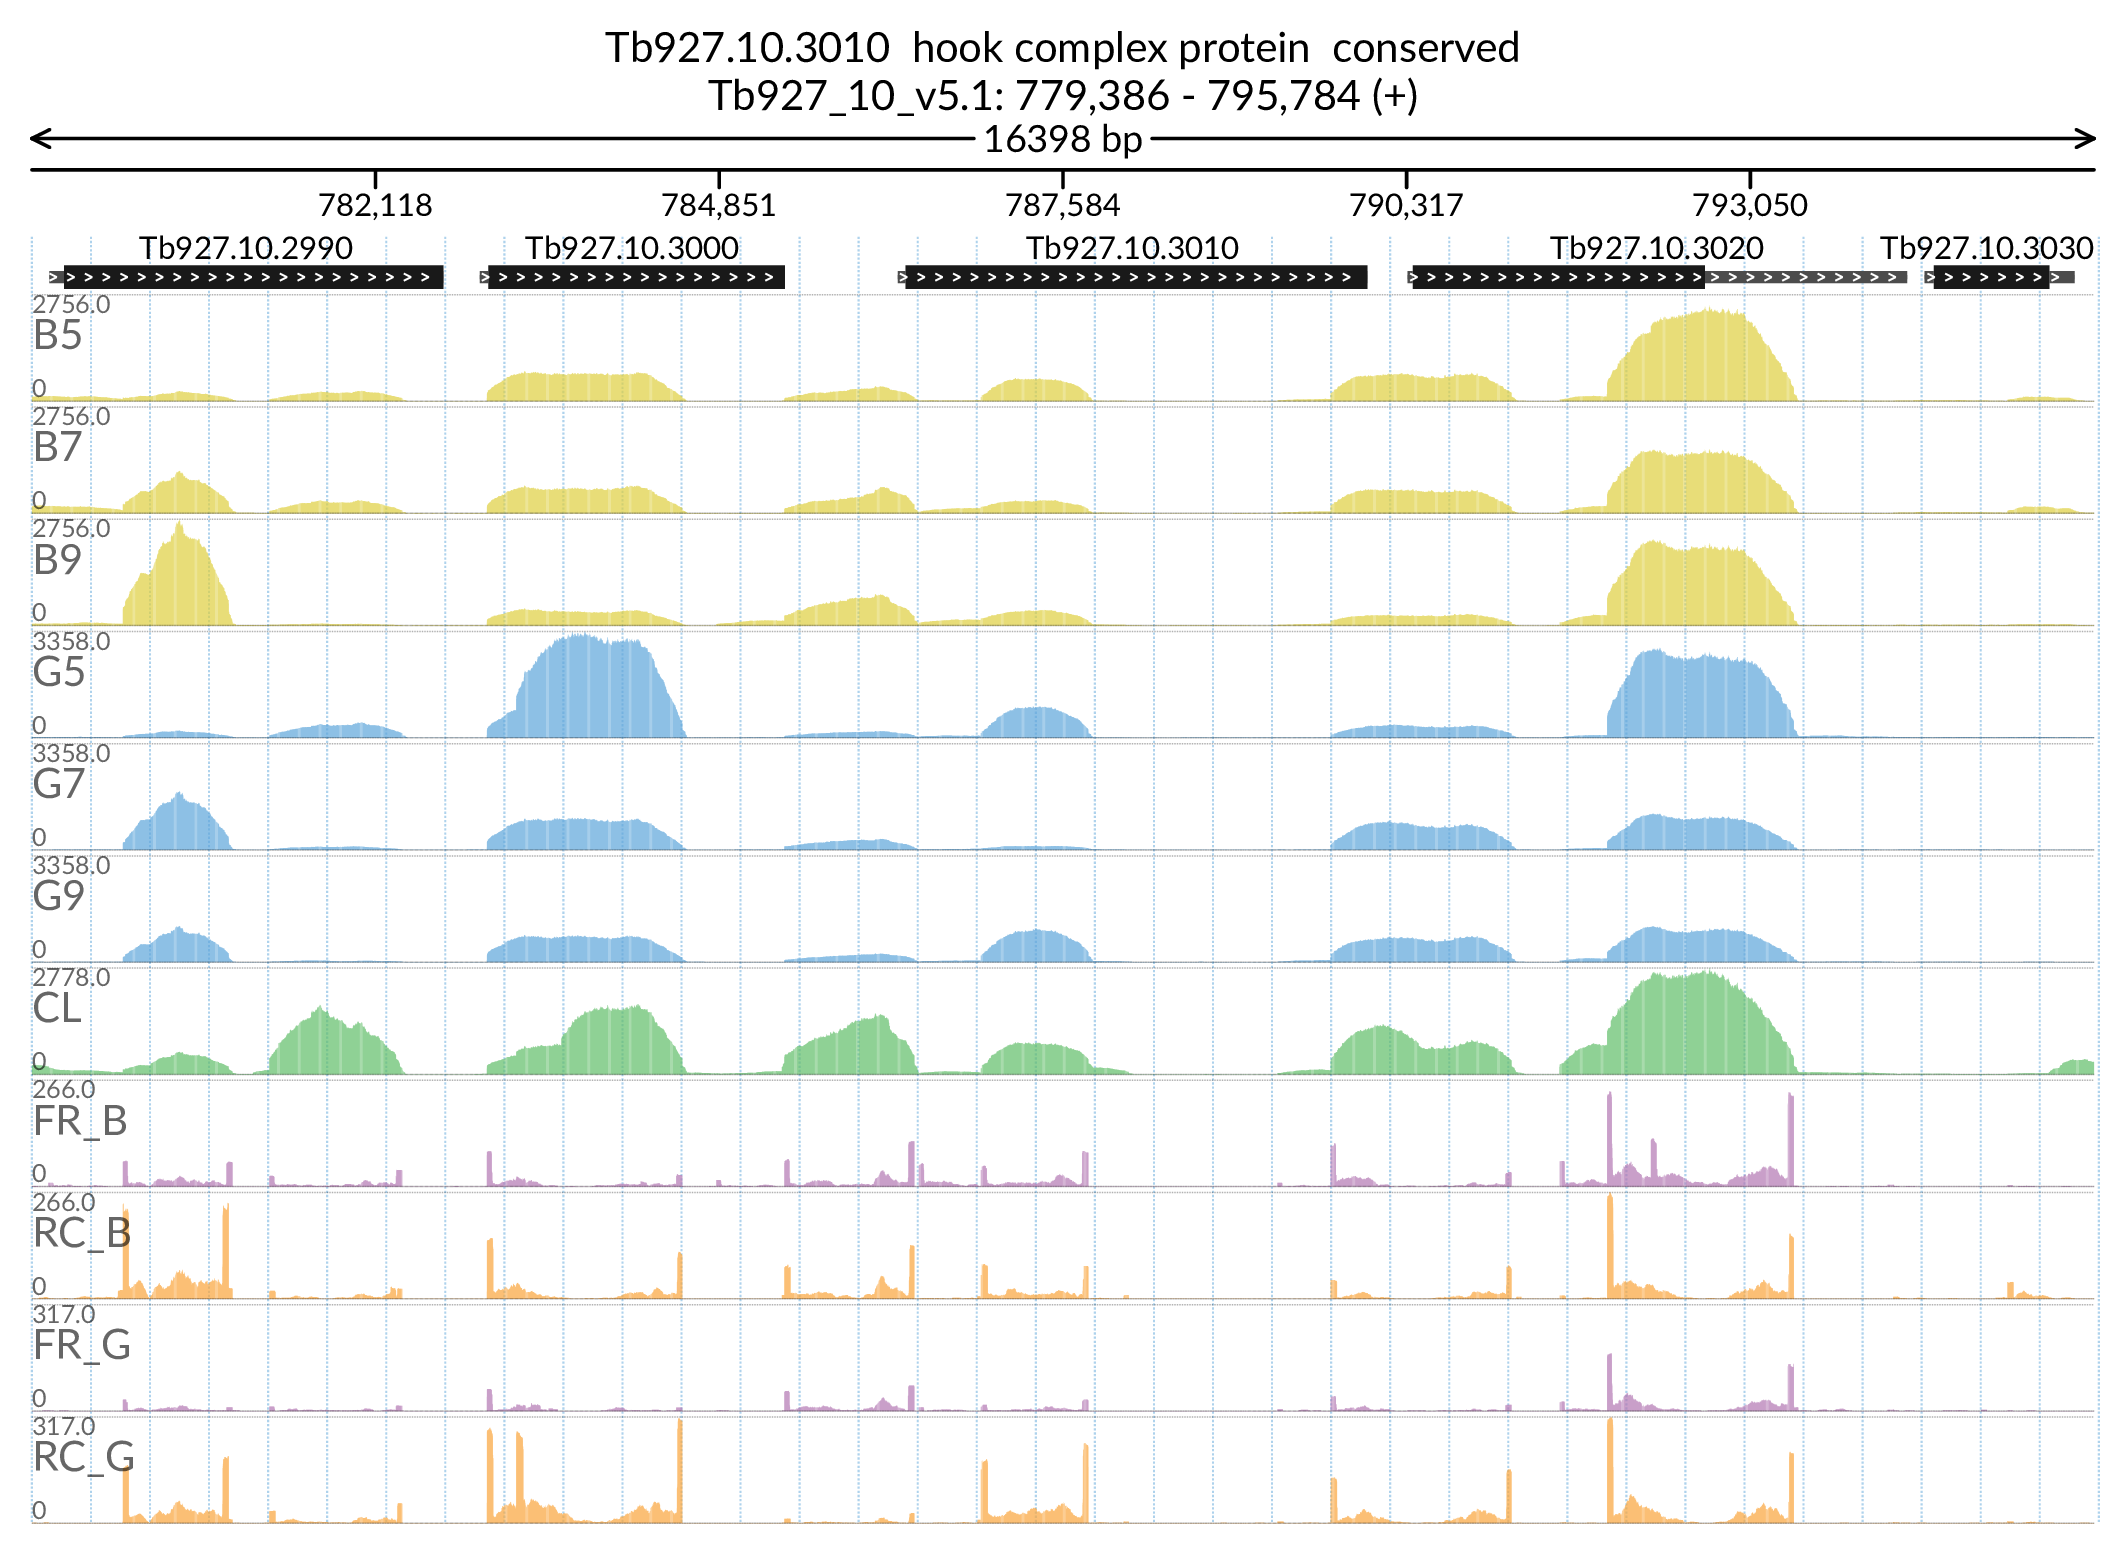 Tb927.10.3010 hook complex protein conserved
Tb927_10_v5.1: 779,386 - 795,784 (+)
16398 bp
782,118 784,851 787,584 790,317 793,050
Tb927.10.2990 Tb927.10.3000 Tb927.10.3010 Tb927.10.3020 Tb927.10.3030
2756.0
B5
0
2756.0
B7
0
2756.0
B9
0
3358.0
G5
0
3358.0
G7
0
3358.0
G9
0
2778.0
CL
0
266.0
FR_B
0
266.0
RC_B
0
317.0
FR_G
0
317.0
RC_G
0